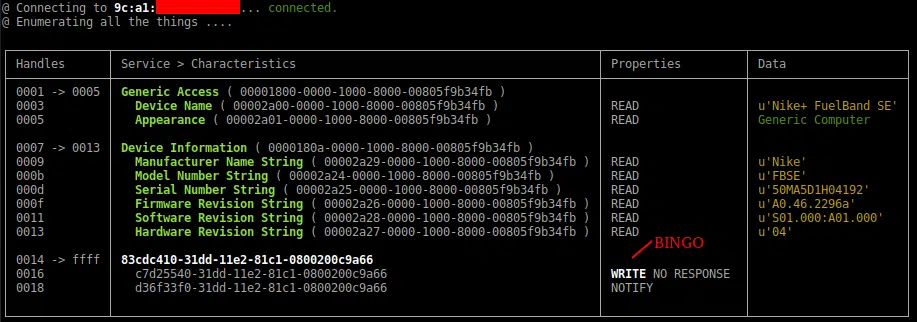 @ Connecting to 9c:a1: ... connected.
@ Enumerating all the things ....
Handles Service > Characteristics Properties Data
0001 -> 0005 Generic Access ( 00001800-0000-1000-8000-00805f9b34fb )
0003 Device Name ( 00002a00-0000-1000-8000-00805f9b34fb ) READ u'Nike+ FuelBand SE'
0005 Appearance ( 00002a01-0000-1000-8000-00805f9b34fb ) READ Generic Computer
0007 -> 0013 Device Information ( 0000180a-0000-1000-8000-00805f9b34fb )
0009 Manufacturer Name String ( 00002a29-0000-1000-8000-00805f9b34fb ) READ u'Nike'
000b Model Number String ( 00002a24-0000-1000-8000-00805f9b34fb ) READ u'FBSE'
000d Serial Number String ( 00002a25-0000-1000-8000-00805f9b34fb ) READ u'50MA5D1H04192'
000f Firmware Revision String ( 00002a26-0000-1000-8000-00805f9b34fb ) READ u'A0.46.2296a'
0011 Software Revision String ( 00002a28-0000-1000-8000-00805f9b34fb ) READ u'S01.000:A01.000'
0013 Hardware Revision String ( 00002a27-0000-1000-8000-00805f9b34fb ) READ u'04'
BINGO
0014 -> ffff 83cdc410-31dd-11e2-81c1-0800200c9a66
0016 c7d25540-31dd-11e2-81c1-0800200c9a66 WRITE NO RESPONSE
0018 d36f33f0-31dd-11e2-81c1-0800200c9a66 NOTIFY